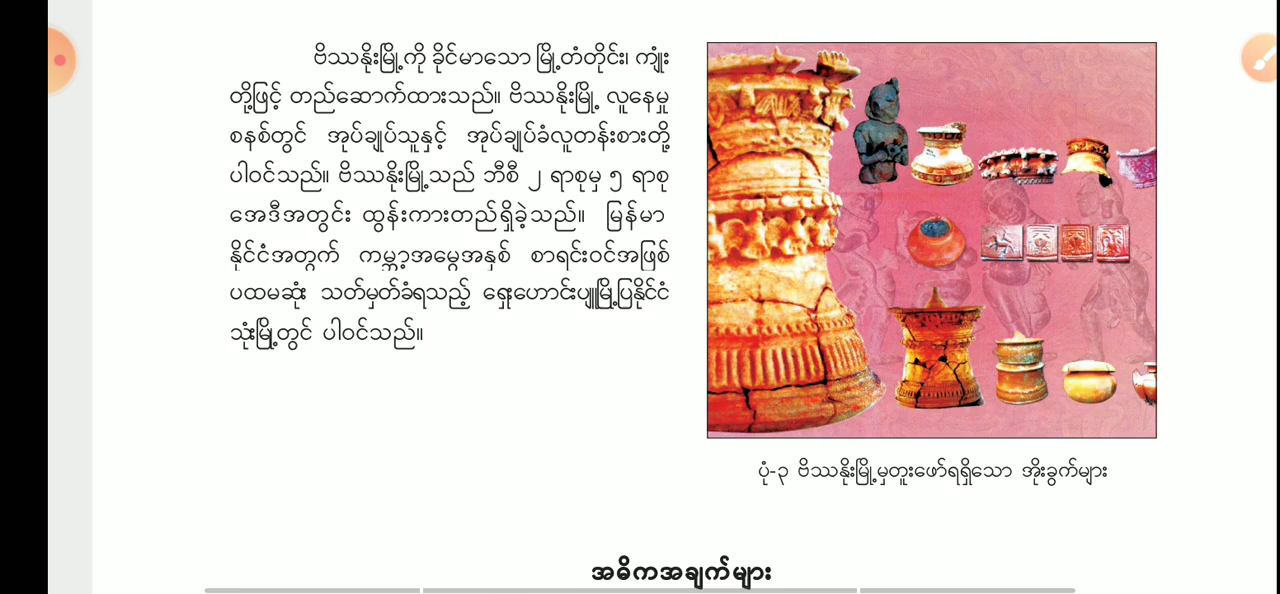 ဗိဿနိုးမြို့ကို ခိုင်မာသော မြို့တံတိုင်း၊ ကျုံး
တို့ဖြင့် တည်ဆောက်ထားသည်။ ဗိဿနိုးမြို့ လူနေမှု
စနစ်တွင် အုပ်ချုပ်သူနှင့် အုပ်ချုပ်ခံလူတန်းစားတို့
ပါဝင်သည်။ ဗိဿနိုးမြို့သည် ဘီစီ ၂ ရာစုမှ ၅ ရာစု
အေဒီအတွင်း ထွန်းကားတည်ရှိခဲ့သည်။ မြန်မာ
နိုင်ငံအတွက် ကမ္ဘာ့အမွေအနှစ် စာရင်းဝင်အဖြစ်
ပထမဆုံး သတ်မှတ်ခံရသည့် ရှေးဟောင်းပျူမြို့ပြနိုင်ငံ
သုံးမြို့တွင် ပါဝင်သည်။
ပုံ-၃ ဗိဿနိုးမြို့မှတူးဖော်ရရှိသော အိုးခွက်များ
အဓိကအချက်များ